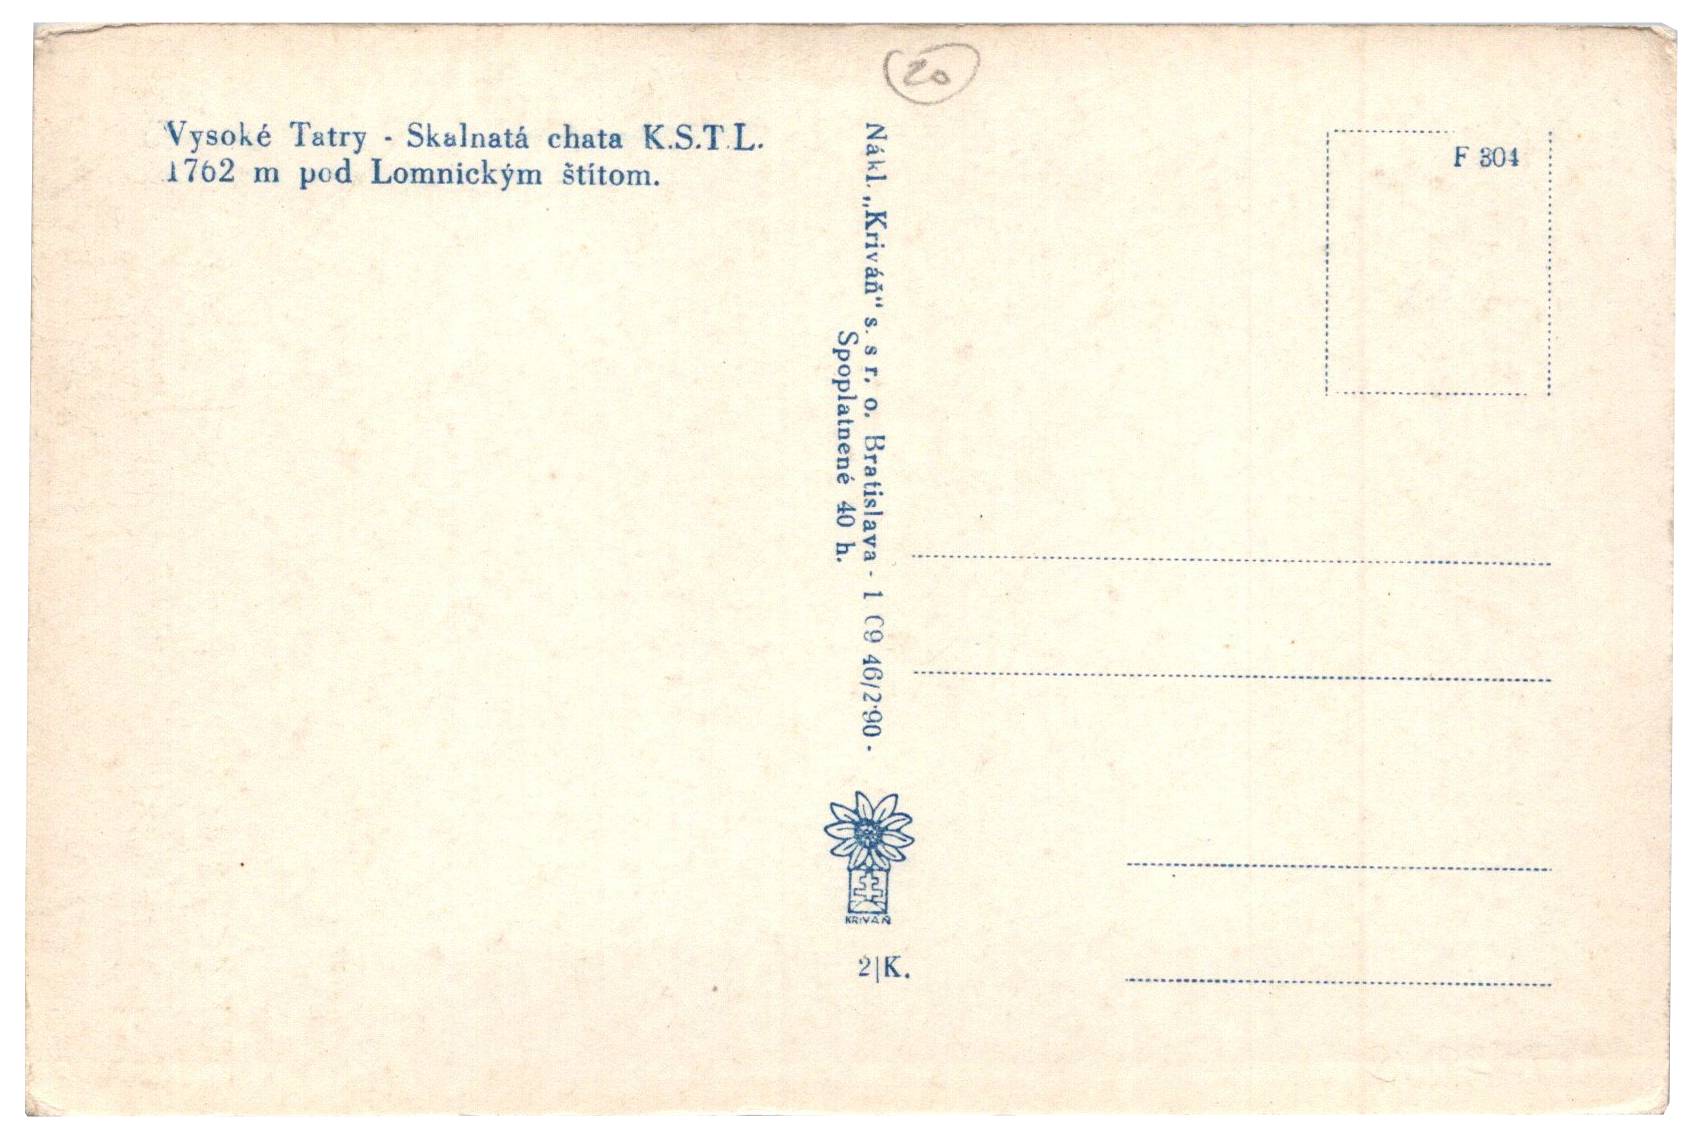 20
Vysoké Tatry - Skalnatá chata K.S.T.L.
1762 m pod Lomnickým štítom.
Nákl. „Kriváň" s. s r. o. Bratislava - 1 C9 46/2·90 ·
Spoplatnené 40 h.
F 304
KRIVÁŇ
2|K.